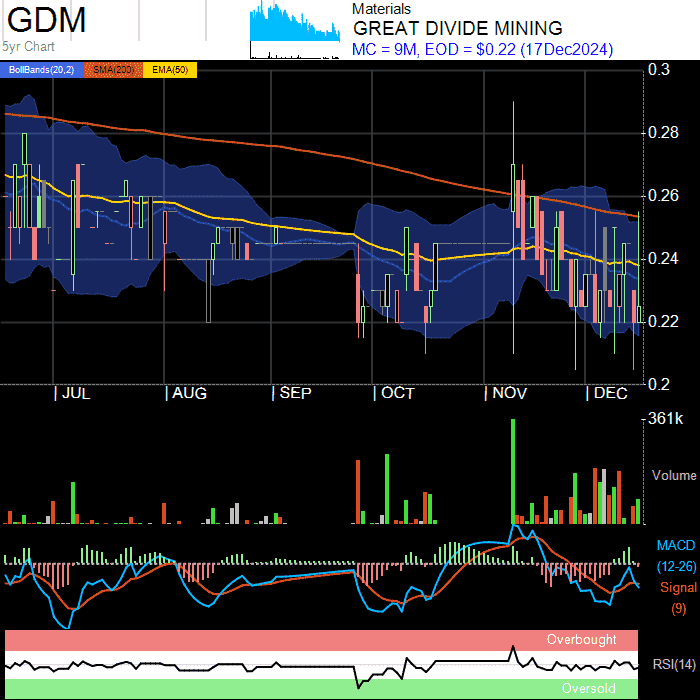 GDM
5yr Chart
Materials
GREAT DIVIDE MINING
MC = 9M, EOD = $0.22 (17Dec2024)
BollBands(20,2) SMA(200) EMA(50)
0.3
0.28
0.26
0.24
0.22
0.2
JUL AUG SEP OCT NOV DEC
361k
Volume
MACD
(12-26)
Signal
(9)
Overbought
RSI(14)
Oversold